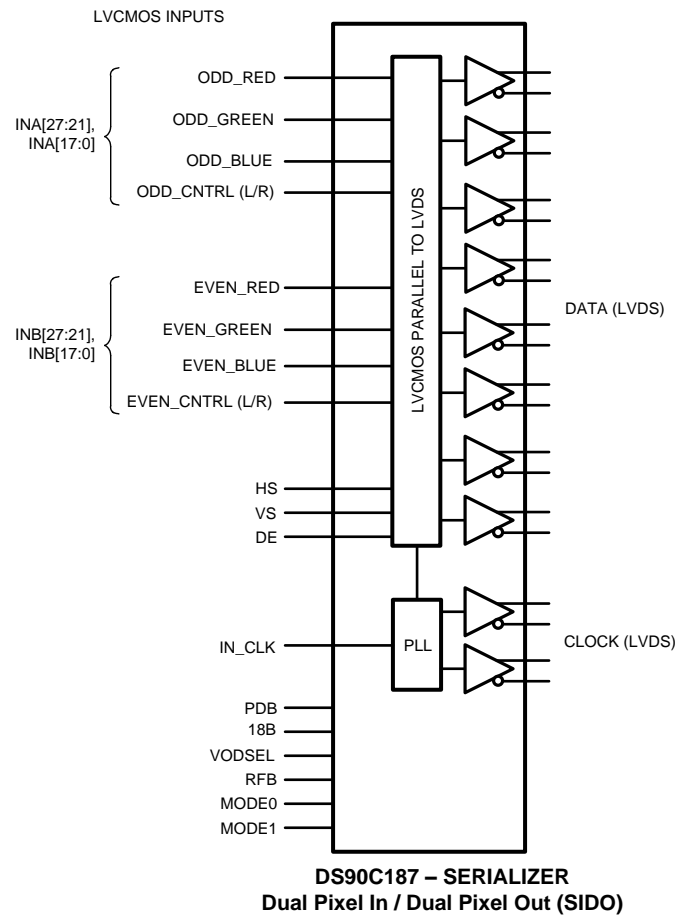 LVCMOS INPUTS
INA[27:21],
INA[17:0]
ODD_RED
ODD_GREEN
ODD_BLUE
ODD_CNTRL (L/R)
INB[27:21],
INB[17:0]
EVEN_RED
EVEN_GREEN
EVEN_BLUE
EVEN_CNTRL (L/R)
HS
VS
DE
LVCMOS PARALLEL TO LVDS
DATA (LVDS)
IN_CLK
PLL
CLOCK (LVDS)
PDB
18B
VODSEL
RFB
MODE0
MODE1
DS90C187 – SERIALIZER
Dual Pixel In / Dual Pixel Out (SIDO)